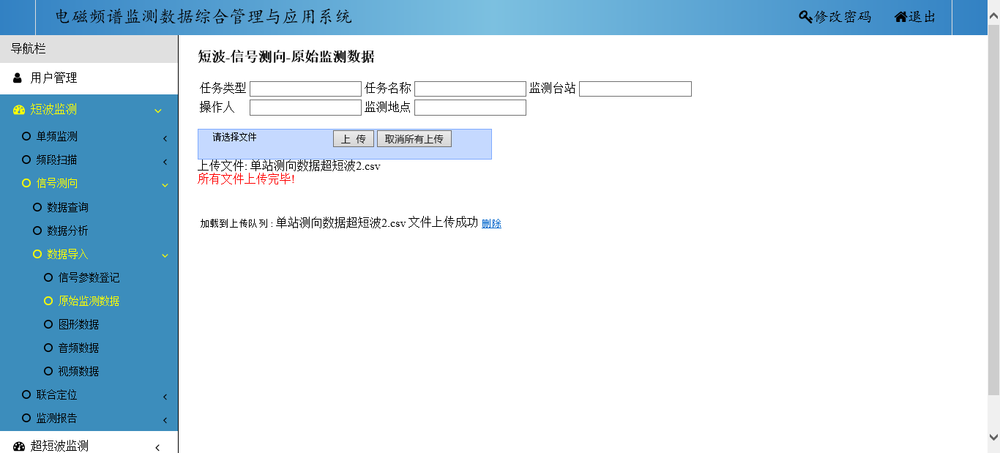 电磁频谱监测数据综合管理与应用系统
修改密码 退出
导航栏
用户管理
短波监测
单频监测
频段扫描
信号测向
数据查询
数据分析
数据导入
信号参数登记
原始监测数据
图形数据
音频数据
视频数据
联合定位
监测报告
超短波监测
短波-信号测向-原始监测数据
任务类型 任务名称 监测台站
操作人 监测地点
请选择文件 上 传 取消所有上传
上传文件: 单站测向数据超短波2.csv
所有文件上传完毕!
加载到上传队列 : 单站测向数据超短波2.csv 文件上传成功 删除